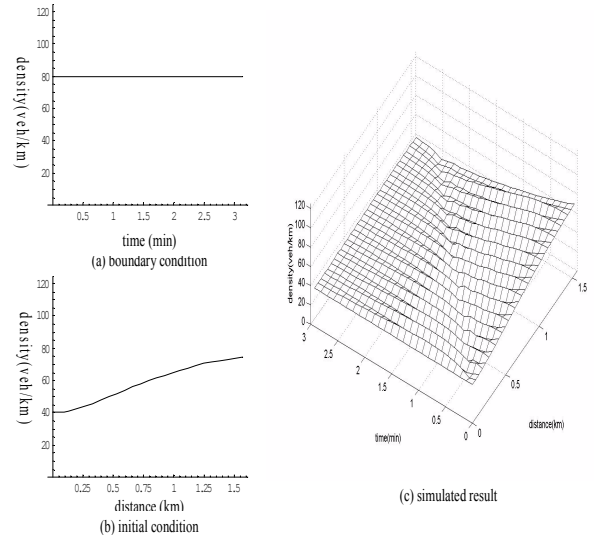 120
100
80
60
40
20
density(veh/km)
0.5 1 1.5 2 2.5 3
time (min)
(a) boundary condition
120
100
80
60
40
20
density(veh/km)
0.25 0.5 0.75 1 1.25 1.5
distance (km)
(b) initial condition
120
100
80
60
40
20
0
density(veh/km)
3
2.5
2
1.5
1
0.5
0
time(min)
0
0.5
1
1.5
distance(km)
(c) simulated result